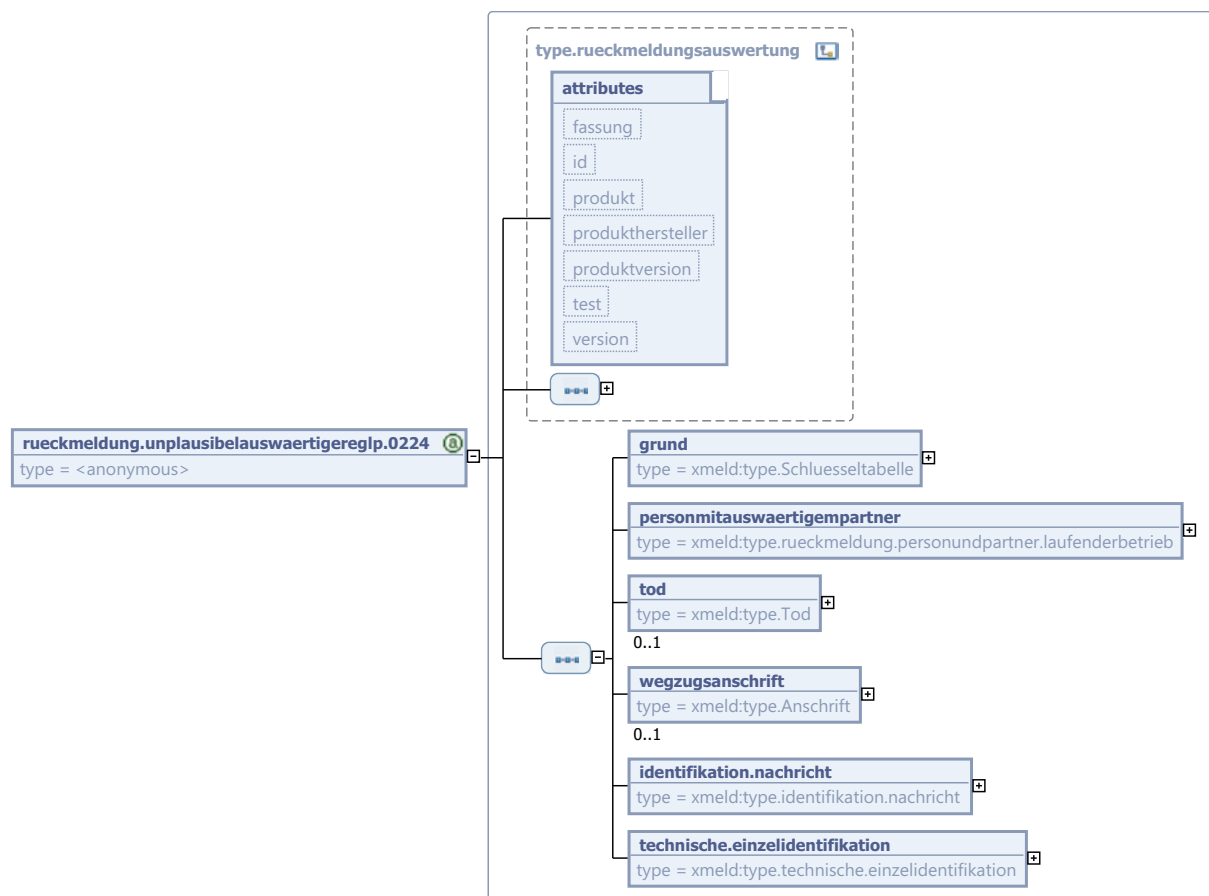 type.rueckmeldungsauswertung
attributes
fassung
id
produkt
produkthersteller
produktversion
test
version
rueckmeldung.unplausibelauswaertigereglp.0224
type = <anonymous>
grund
type = xmeld:type.Schluesseltabelle
personmitauswaertigempartner
type = xmeld:type.rueckmeldung.personundpartner.laufenderbetrieb
tod
type = xmeld:type.Tod
0..1
wegzugsanschrift
type = xmeld:type.Anschrift
0..1
identifikation.nachricht
type = xmeld:type.identifikation.nachricht
technische.einzelidentifikation
type = xmeld:type.technische.einzelidentifikation